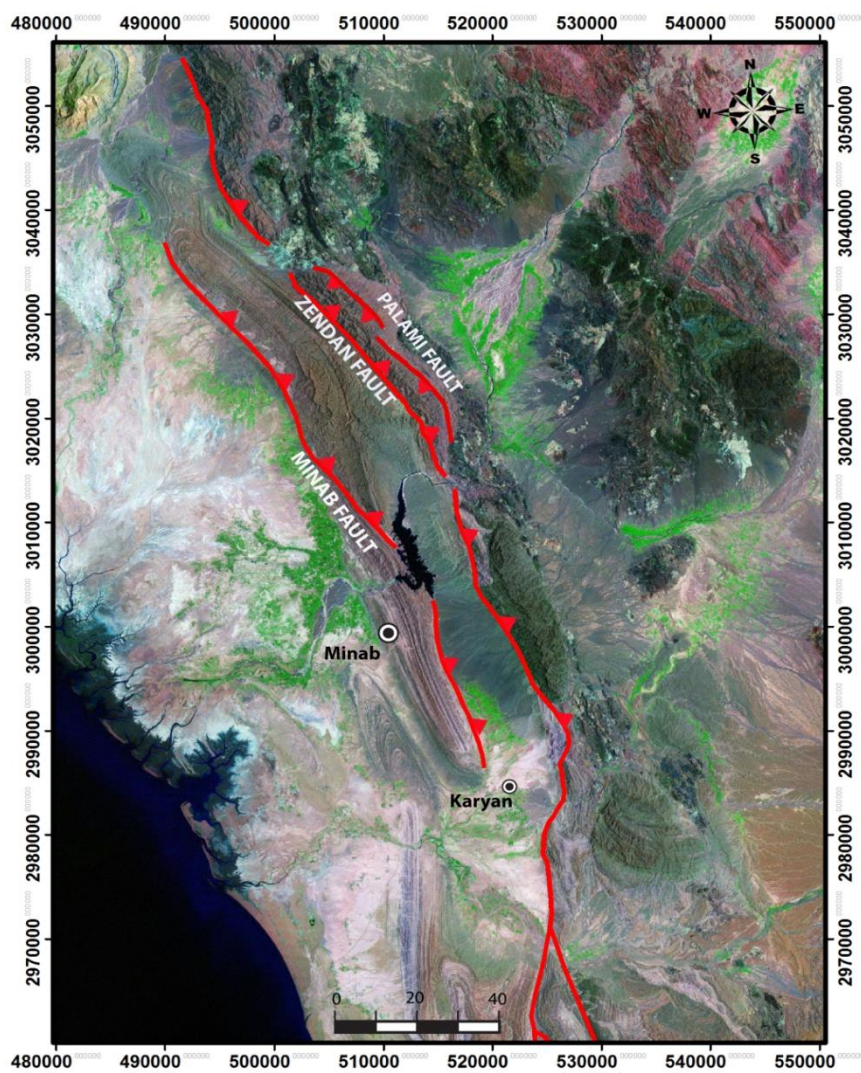 480000 490000 500000 510000 520000 530000 540000 550000
N
W E
S
3050000 3050000
3040000 3040000
3030000 3030000
3020000 3020000
3010000 3010000
3000000 3000000
2990000 2990000
2980000 2980000
2970000 2970000
PALAMI FAULT
ZENDAN FAULT
MINAB FAULT
Minab
Karyan
0 20 40
480000 490000 500000 510000 520000 530000 540000 550000